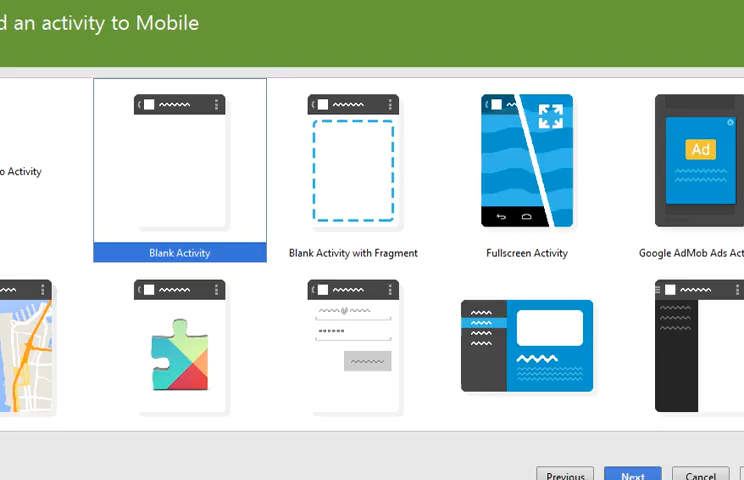 d an activity to Mobile
o Activity
Blank Activity
Blank Activity with Fragment
Fullscreen Activity
Google AdMob Ads Act
Ad
Previous
Next
Cancel